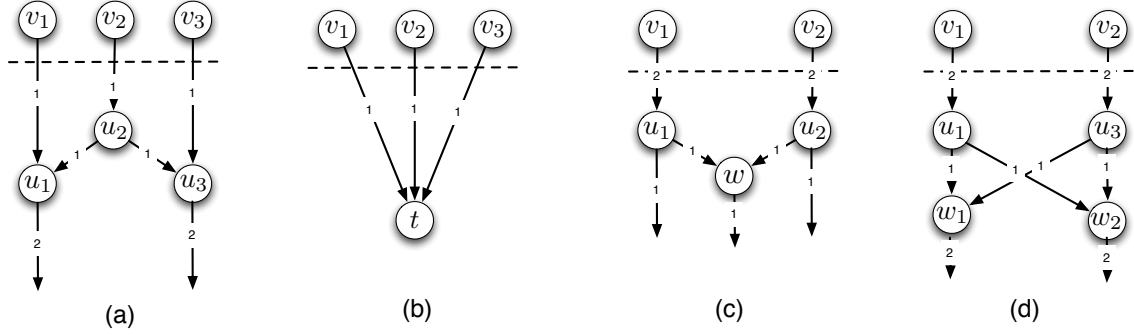 v1 v2 v3
1 1 1
u2
1 1
u1 u3
2 2
(a)
v1 v2 v3
1 1 1
t
(b)
v1 v2
2 2
u1 u2
1 1
w
1 1
1
(c)
v1 v2
2 2
u1 u3
1 1 1 1
w1 w2
2 2
(d)